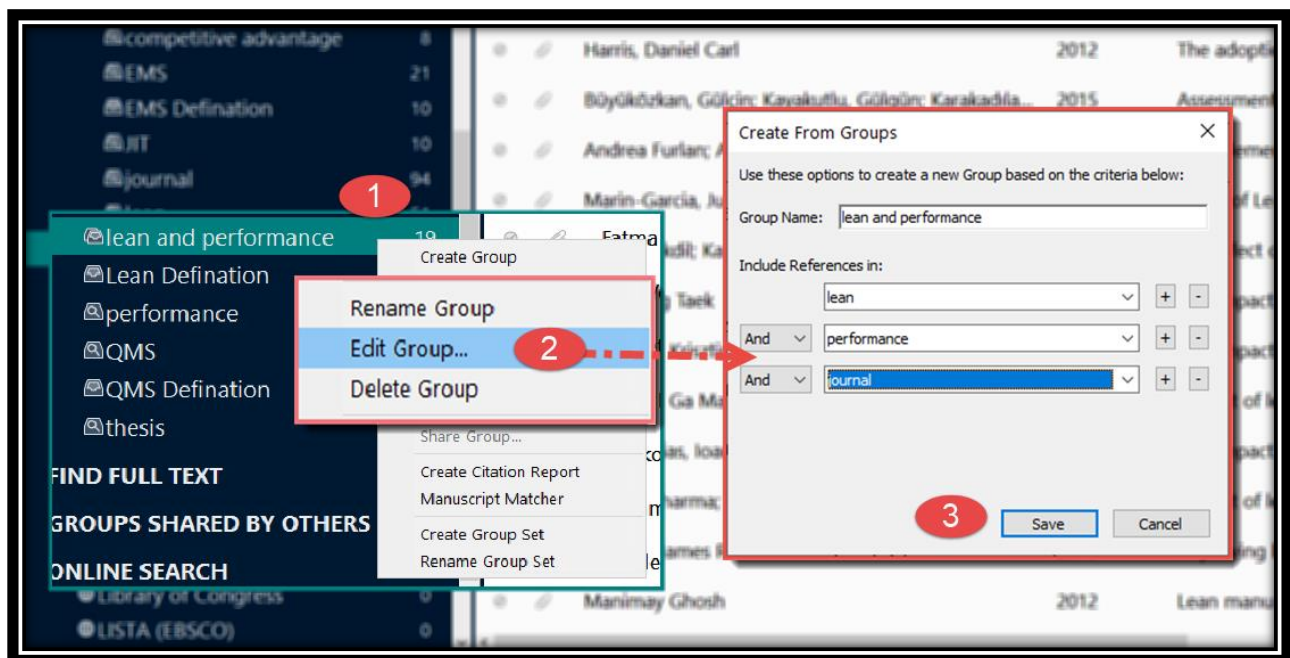 competitive advantage 8
EMS 21
EMS Defination 10
JIT 10
journal 94
1
lean and performance 19
Lean Defination
performance
QMS
QMS Defination
thesis
FIND FULL TEXT
GROUPS SHARED BY OTHERS
ONLINE SEARCH
Library of Congress 0
LISTA (EBSCO) 0
Create Group
Rename Group
Edit Group... 2
Delete Group
Share Group...
Create Citation Report
Manuscript Matcher
Create Group Set
Rename Group Set
Harris, Daniel Carl 2012 The adopti
Büyüközkan, Gülçin; Kayakutlu, Gülgün; Karakadıla... 2015 Assessment
Andrea Furlan; A
Marin-Garcia, Ju
Fatma
Taek
Ga Ma
Manimay Ghosh 2012 Lean manu
Create From Groups
Use these options to create a new Group based on the criteria below:
Group Name: lean and performance
Include References in:
lean + -
And performance + -
And journal + -
3 Save Cancel